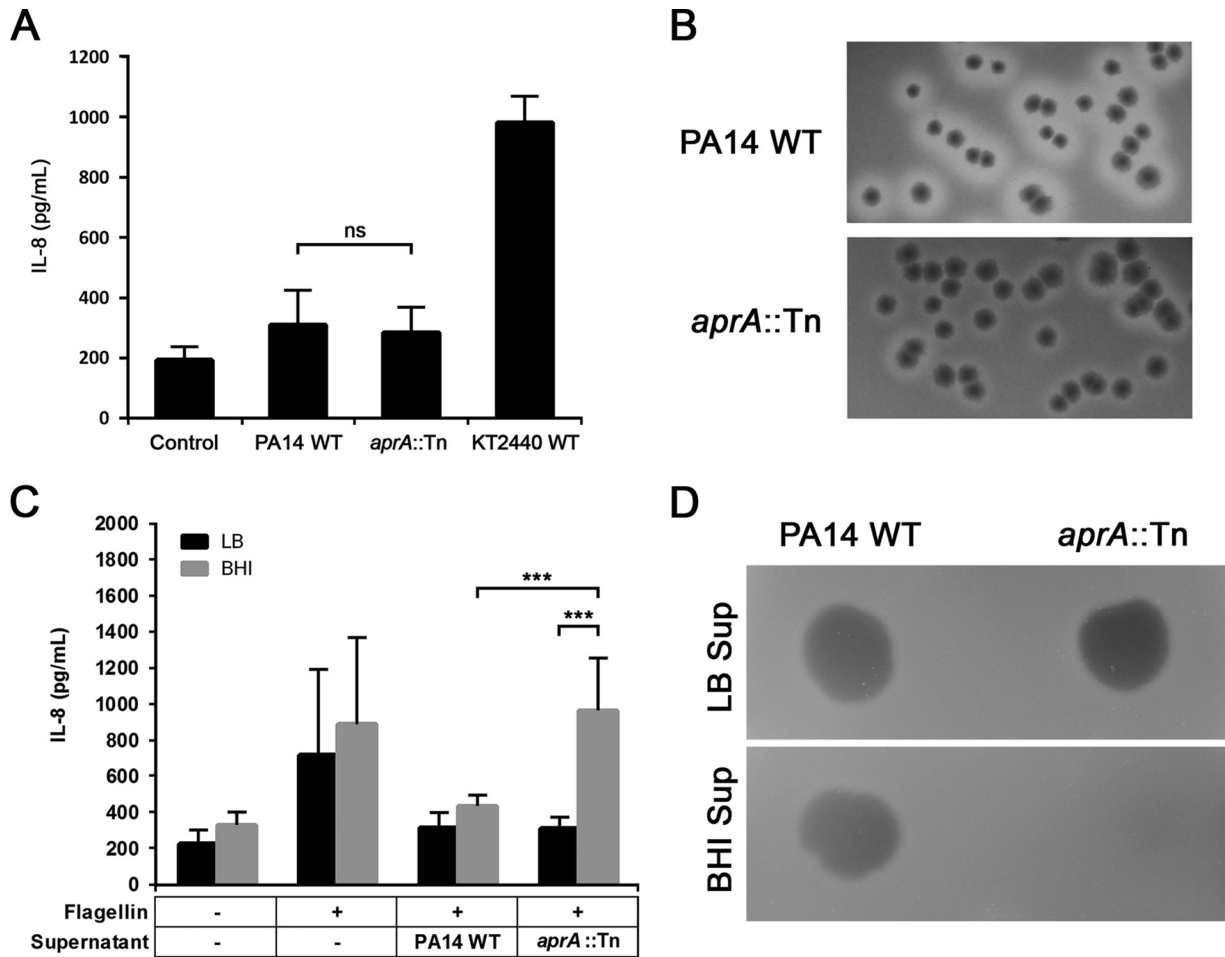 A
1200
1000
800
600
400
200
0
IL-8 (pg/mL)
ns
Control PA14 WT aprA::Tn KT2440 WT
B
PA14 WT
aprA::Tn
C
2000
1800
1600
1400
1200
1000
800
600
400
200
0
IL-8 (pg/mL)
LB
BHI
***
***
Flagellin - + + +
Supernatant - - PA14 WT aprA::Tn
D
PA14 WT aprA::Tn
LB Sup
BHI Sup